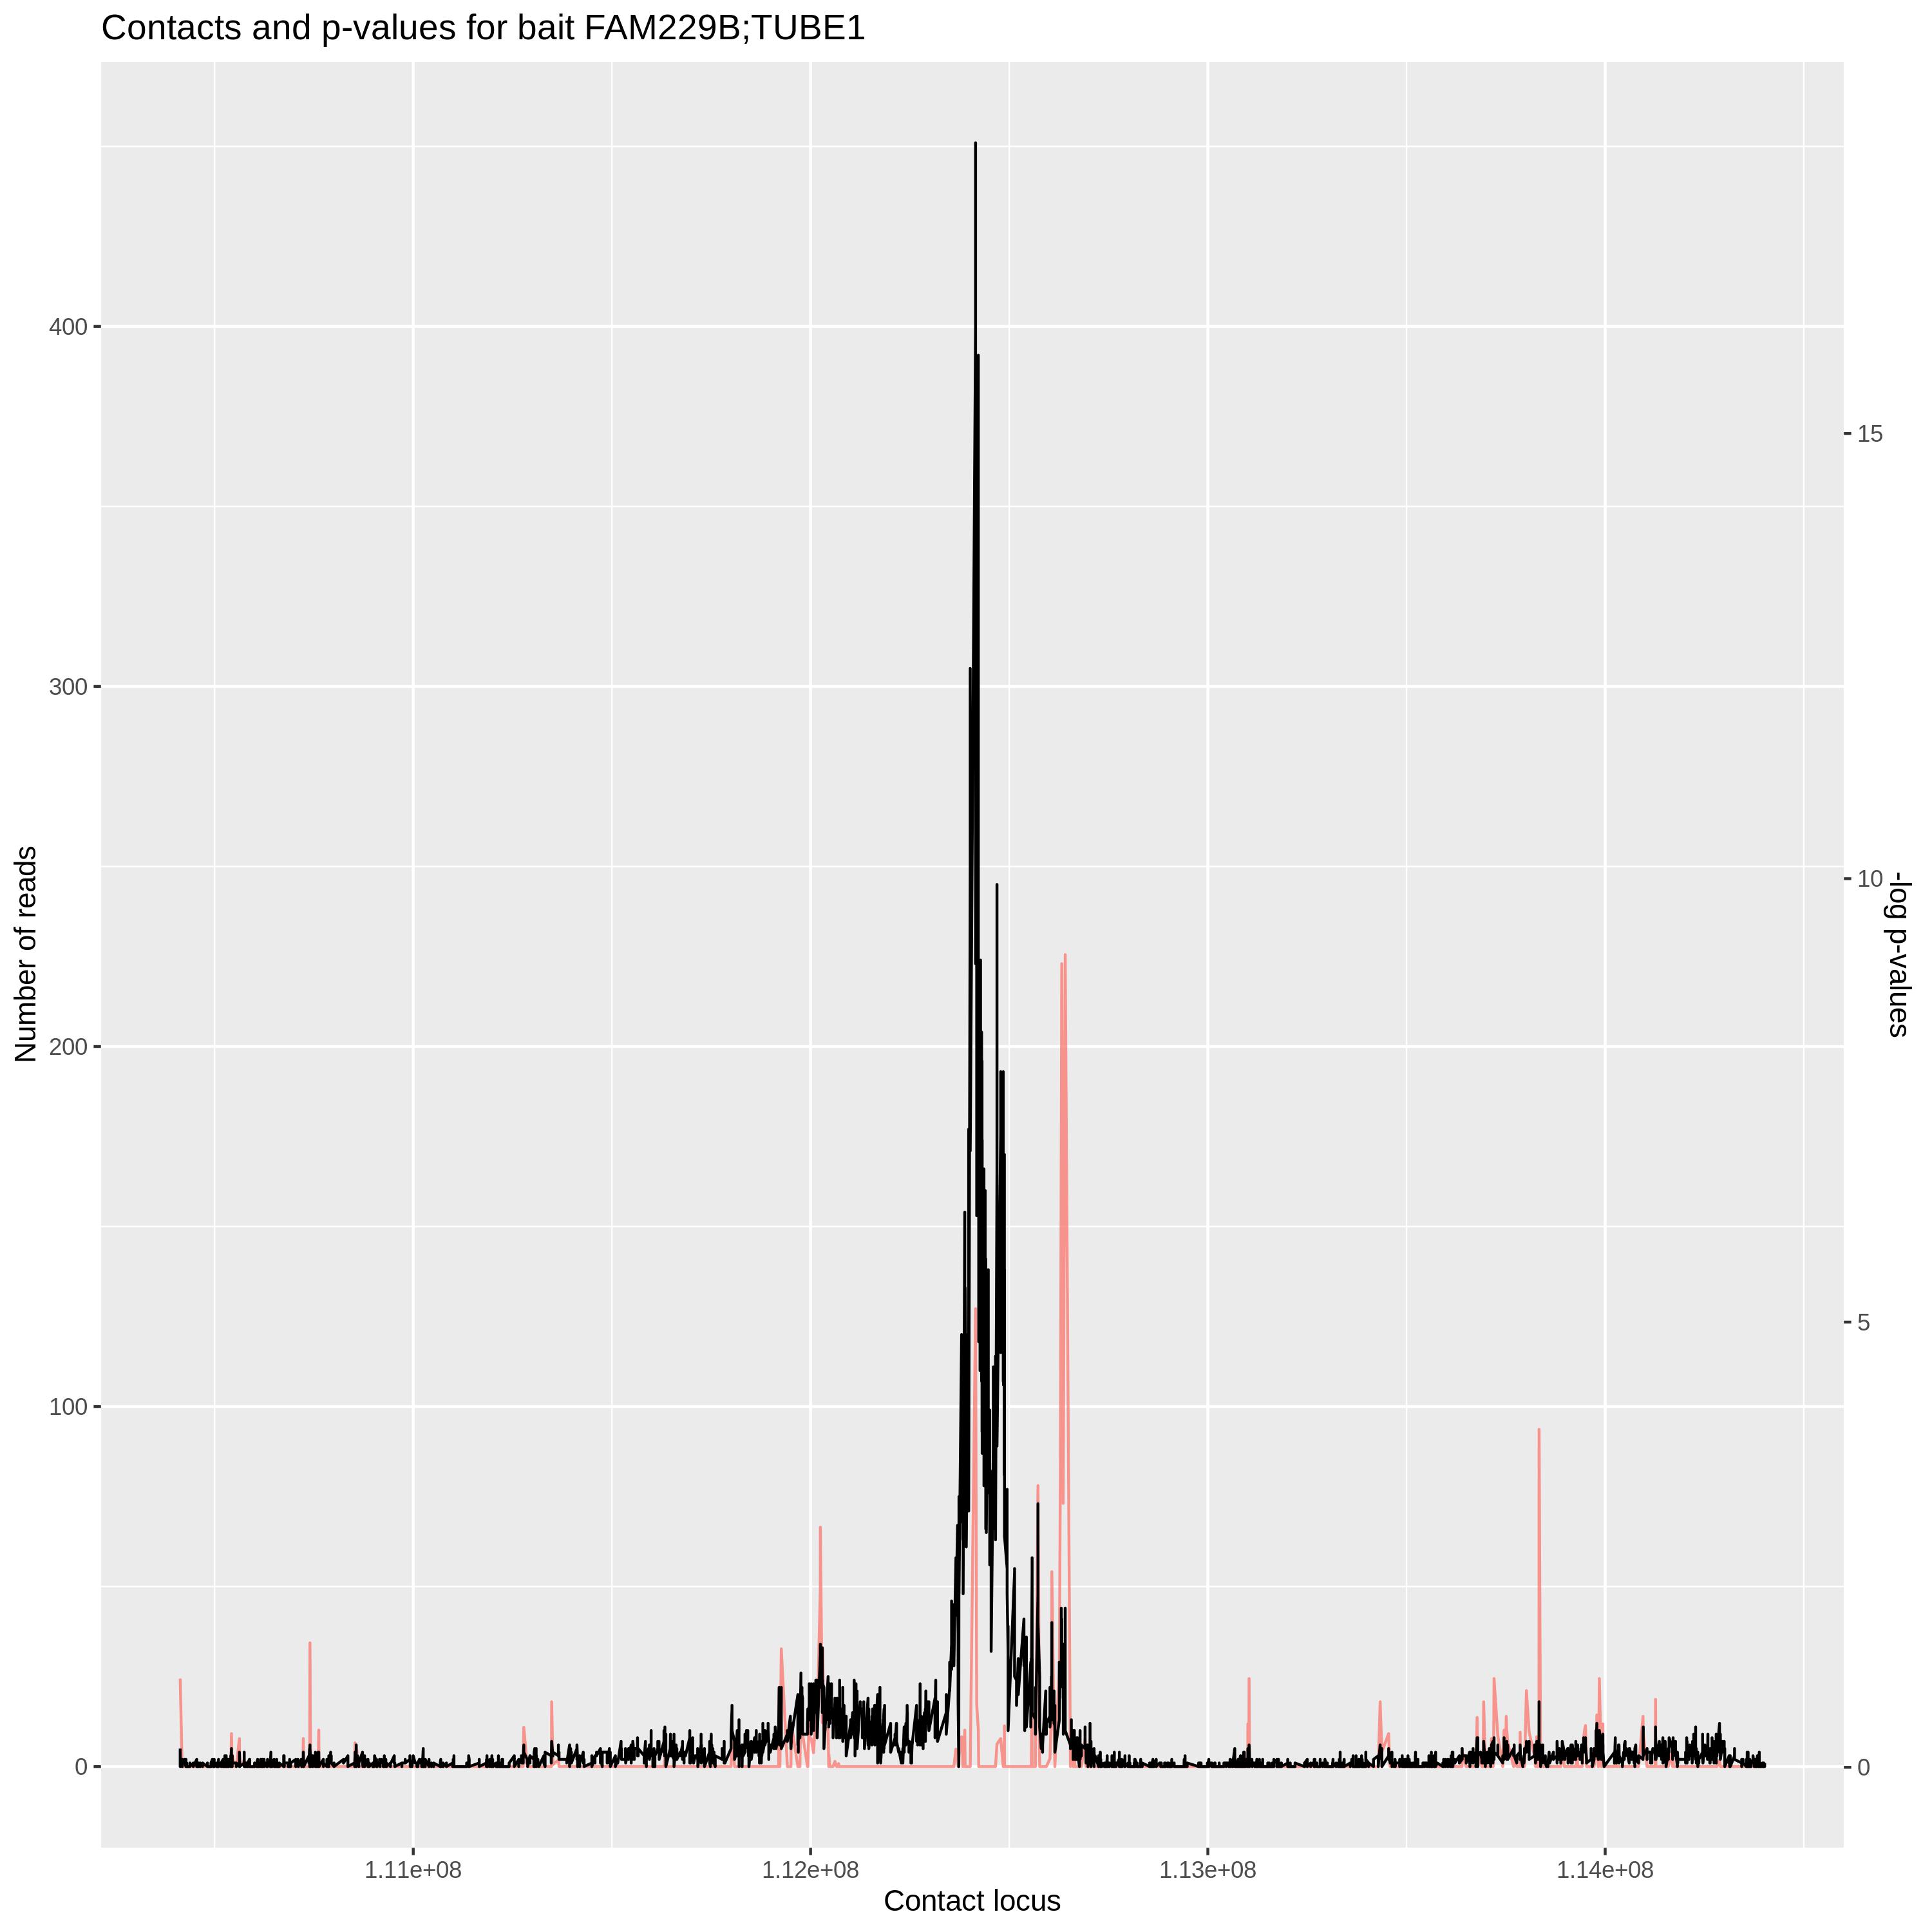 Contacts and p-values for bait FAM229B;TUBE1
400
300
200
100
0
Number of reads
15
10
5
0
-log p-values
1.11e+08
1.12e+08
1.13e+08
1.14e+08
Contact locus